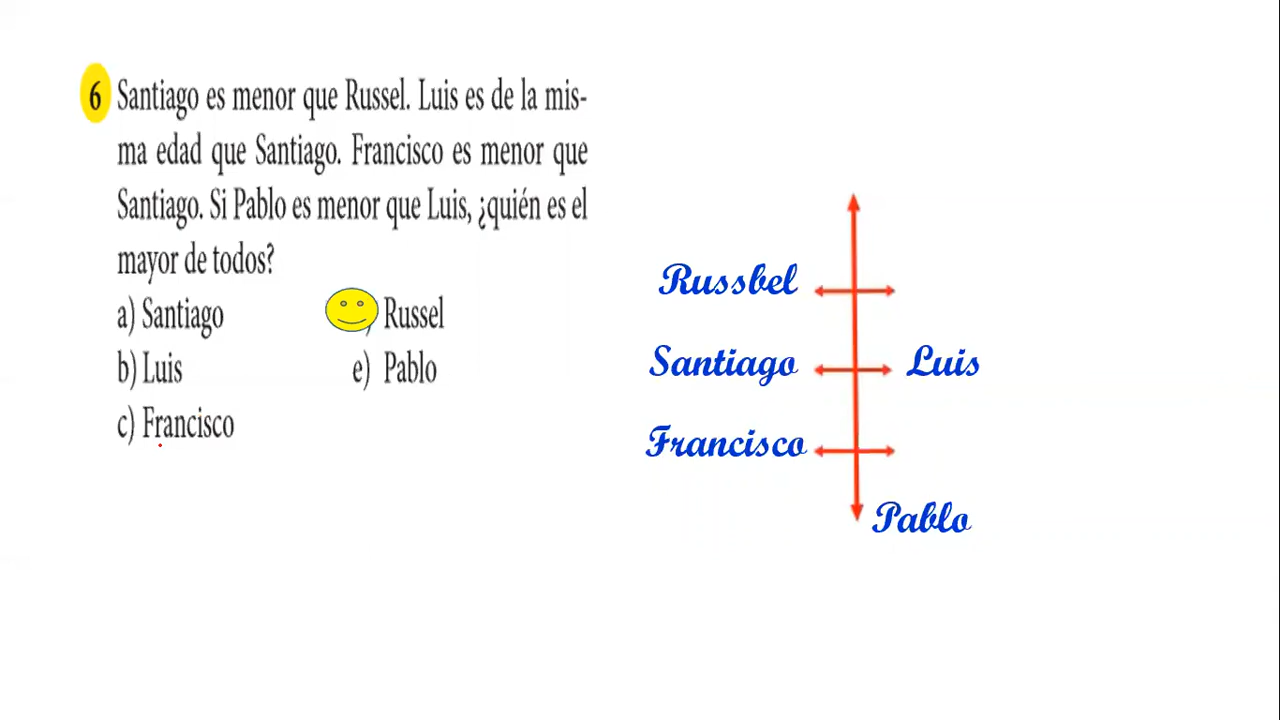 6 Santiago es menor que Russel. Luis es de la mis-
ma edad que Santiago. Francisco es menor que
Santiago. Si Pablo es menor que Luis, ¿quién es el
mayor de todos?
a) Santiago ) Russel
b) Luis e) Pablo
c) Francisco
Russbel
Santiago Luis
Francisco
Pablo